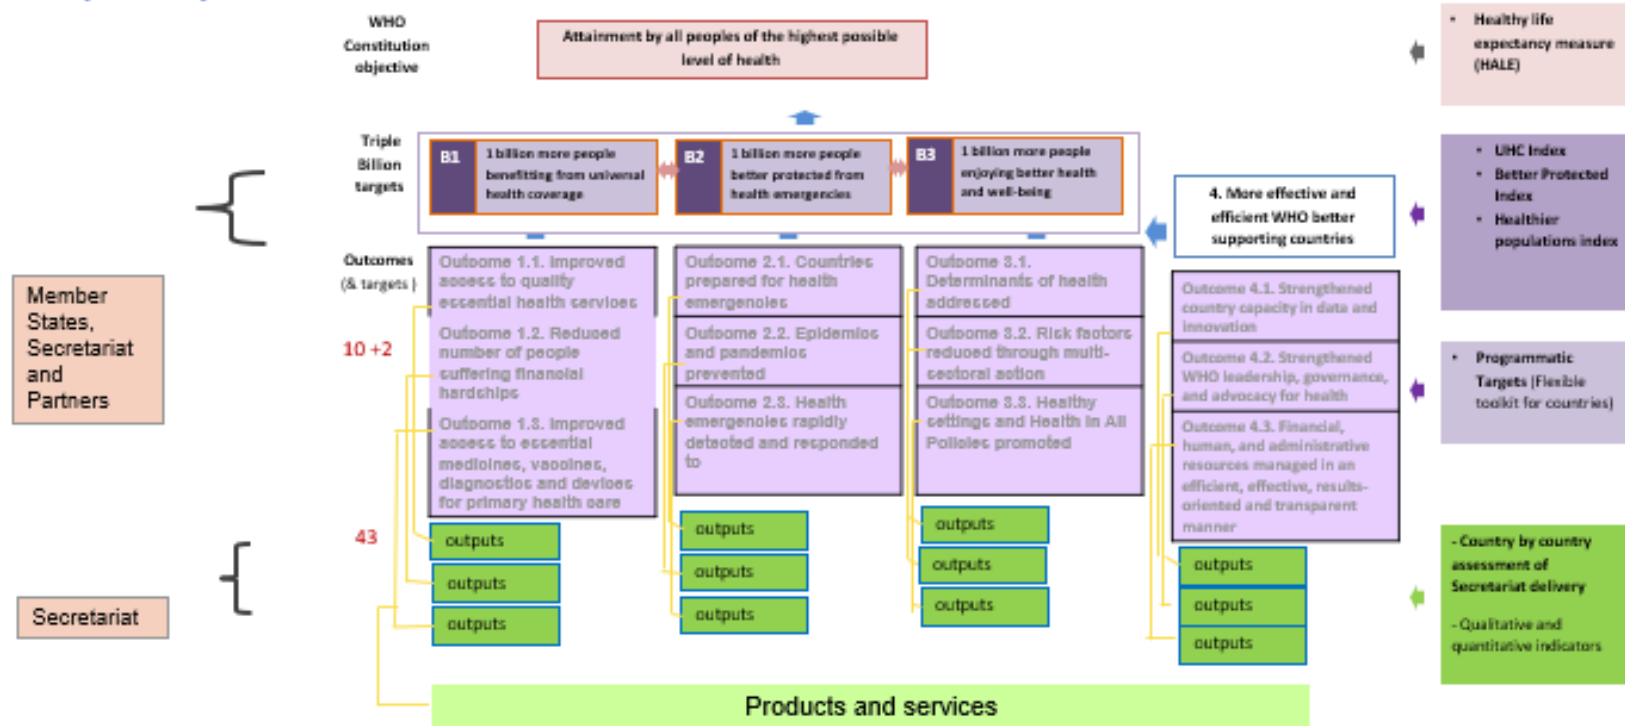 WHO
Constitution
objective
Attainment by all peoples of the highest possible
level of health
• Healthy life
expectancy measure
(HALE)
Triple
Billion
targets
B1
1 billion more people
benefitting from universal
health coverage
B2
1 billion more people
better protected from
health emergencies
B3
1 billion more people
enjoying better health
and well-being
4. More effective and
efficient WHO better
supporting countries
• UHC Index
• Better Protected
Index
• Healthier
populations index
Member
States,
Secretariat
and
Partners
Outcomes
(& targets )
10 +2
Outcome 1.1. Improved
access to quality
essential health services
Outcome 1.2. Reduced
number of people
suffering financial
hardships
Outcome 1.3. Improved
access to essential
medicines, vaccines,
diagnostics and devices
for primary health care
Outcome 2.1. Countries
prepared for health
emergencies
Outcome 2.2. Epidemics
and pandemics
prevented
Outcome 2.3. Health
emergencies rapidly
detected and responded
to
Outcome 3.1.
Determinants of health
addressed
Outcome 3.2. Risk factors
reduced through multi-
sectoral action
Outcome 3.3. Healthy
settings and Health in All
Policies promoted
Outcome 4.1. Strengthened
country capacity in data and
innovation
Outcome 4.2. Strengthened
WHO leadership, governance,
and advocacy for health
Outcome 4.3. Financial,
human, and administrative
resources managed in an
efficient, effective, results-
oriented and transparent
manner
• Programmatic
Targets (Flexible
toolkit for countries)
43
Secretariat
outputs
outputs
outputs
outputs
outputs
outputs
outputs
outputs
outputs
outputs
outputs
outputs
- Country by country
assessment of
Secretariat delivery
- Qualitative and
quantitative indicators
Products and services